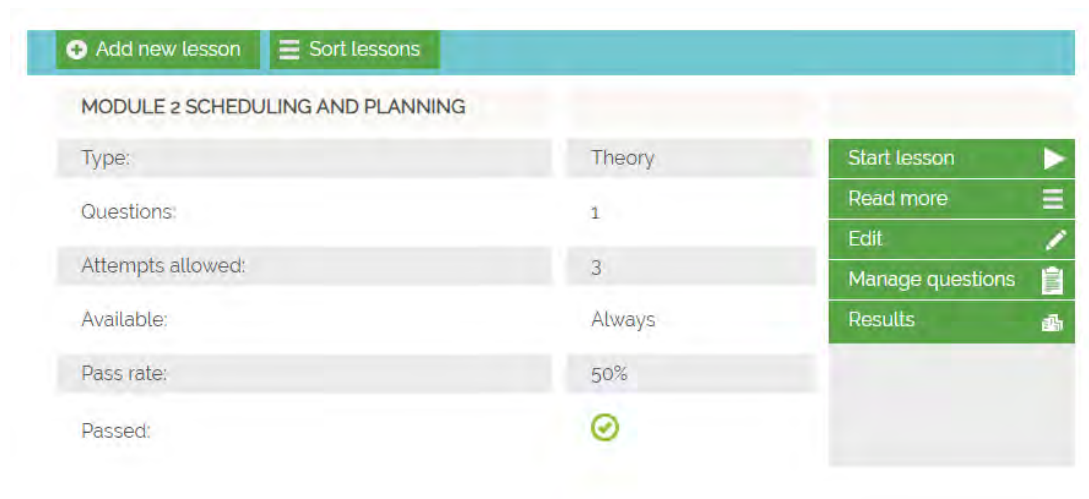 Add new lesson Sort lessons
MODULE 2 SCHEDULING AND PLANNING
Type: Theory Start lesson
Questions: 1 Read more
Attempts allowed: 3 Edit
Manage questions
Available: Always Results
Pass rate: 50%
Passed: